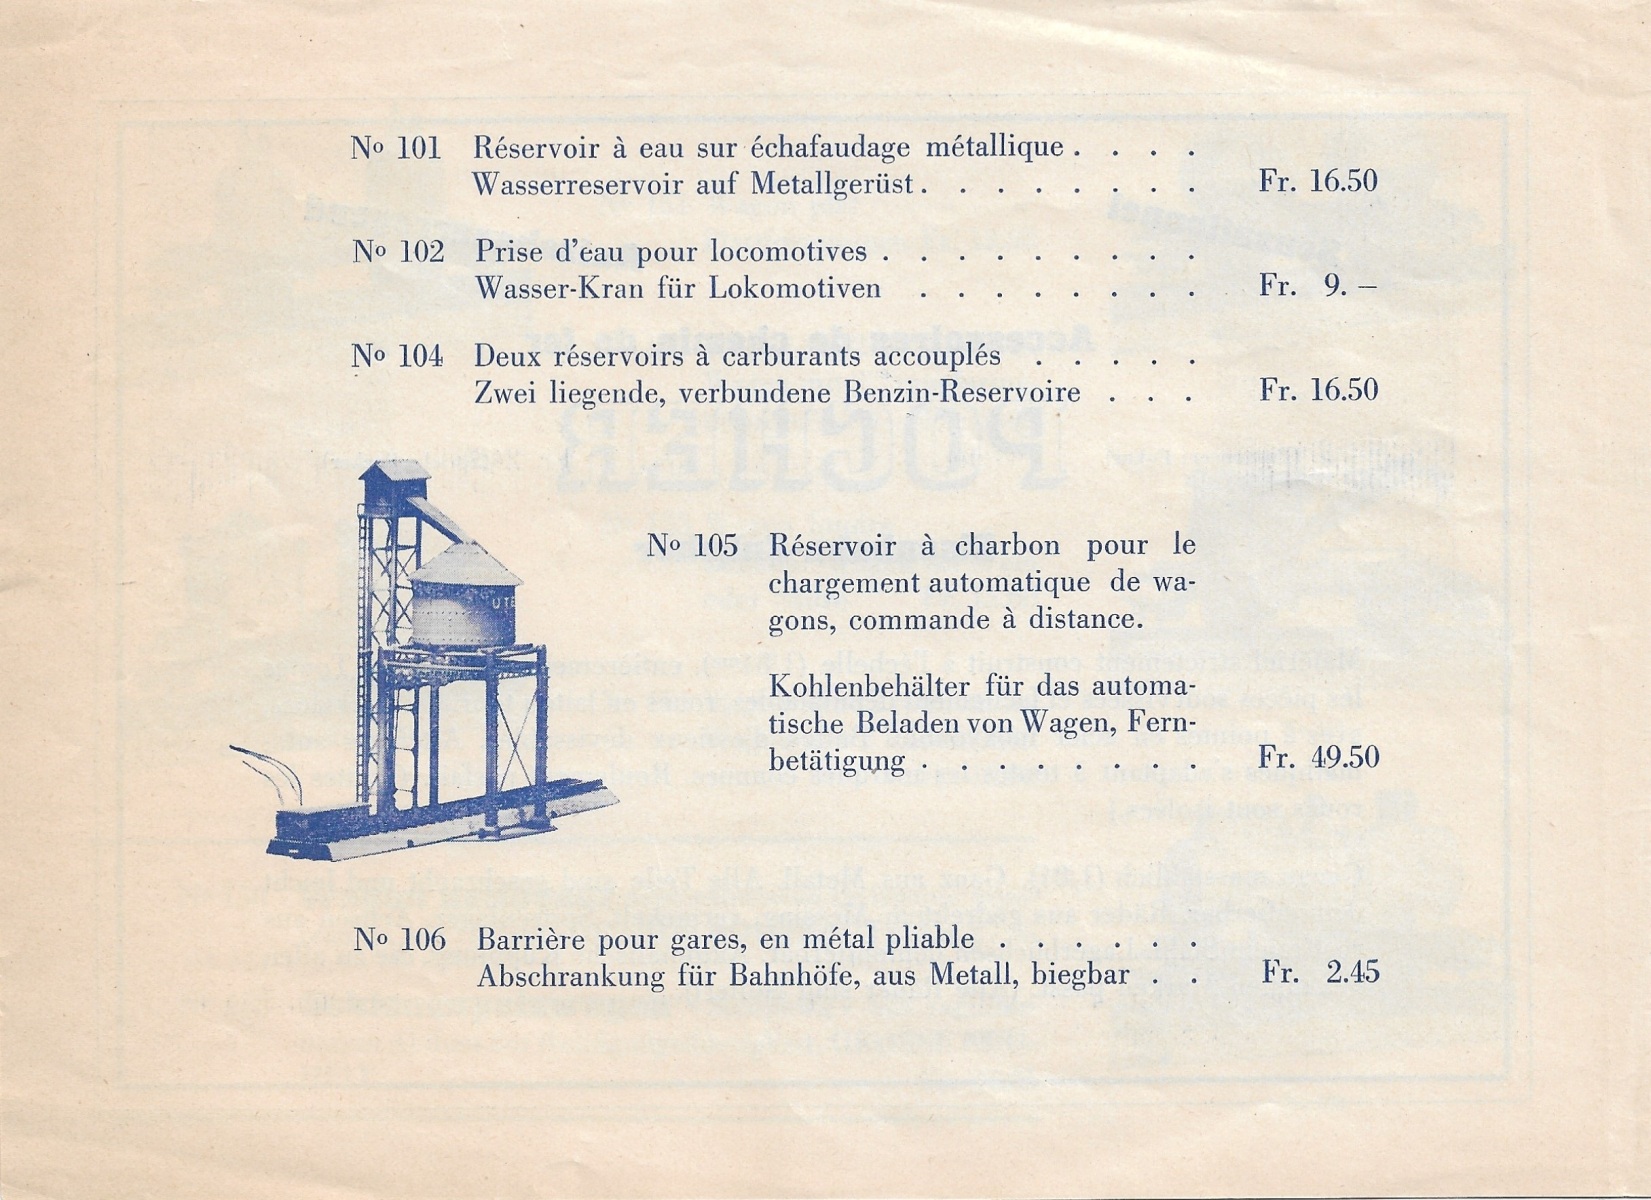 Nº 101 Réservoir à eau sur échafaudage métallique . . . .
Wasserreservoir auf Metallgerüst . . . . . . . . Fr. 16.50
Nº 102 Prise d'eau pour locomotives . . . . . . . . .
Wasser-Kran für Lokomotiven . . . . . . . . Fr. 9. –
Nº 104 Deux réservoirs à carburants accouplés . . . . .
Zwei liegende, verbundene Benzin-Reservoire . . . Fr. 16.50
Nº 105 Réservoir à charbon pour le
chargement automatique de wa-
gons, commande à distance.
Kohlenbehälter für das automa-
tische Beladen von Wagen, Fern-
betätigung . . . . . . . . Fr. 49.50
Nº 106 Barrière pour gares, en métal pliable . . . . . .
Abschrankung für Bahnhöfe, aus Metall, biegbar . . Fr. 2.45